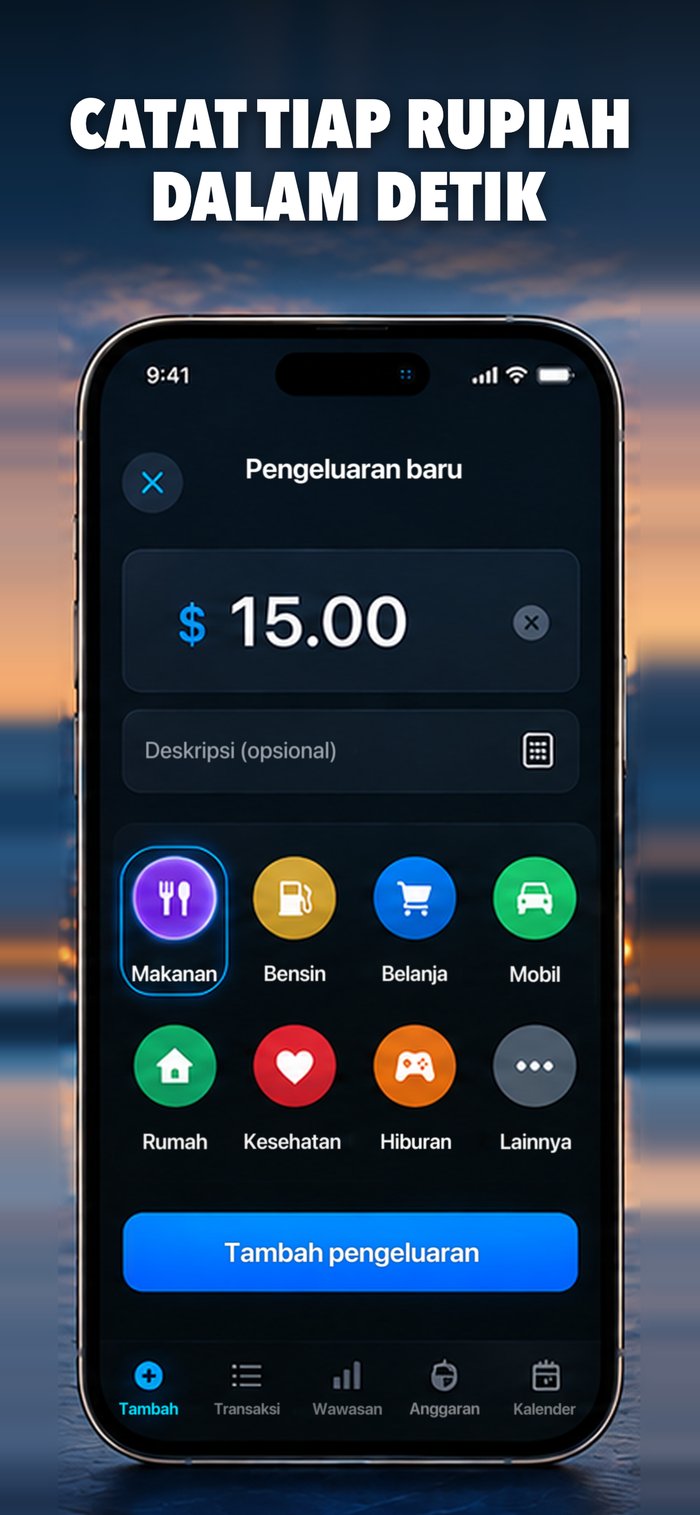 CATAT TIAP RUPIAH
DALAM DETIK
9:41
Pengeluaran baru
$ 15.00
Deskripsi (opsional)
Makanan
Bensin
Belanja
Mobil
Rumah
Kesehatan
Hiburan
Lainnya
Tambah pengeluaran
Tambah
Transaksi
Wawasan
Anggaran
Kalender